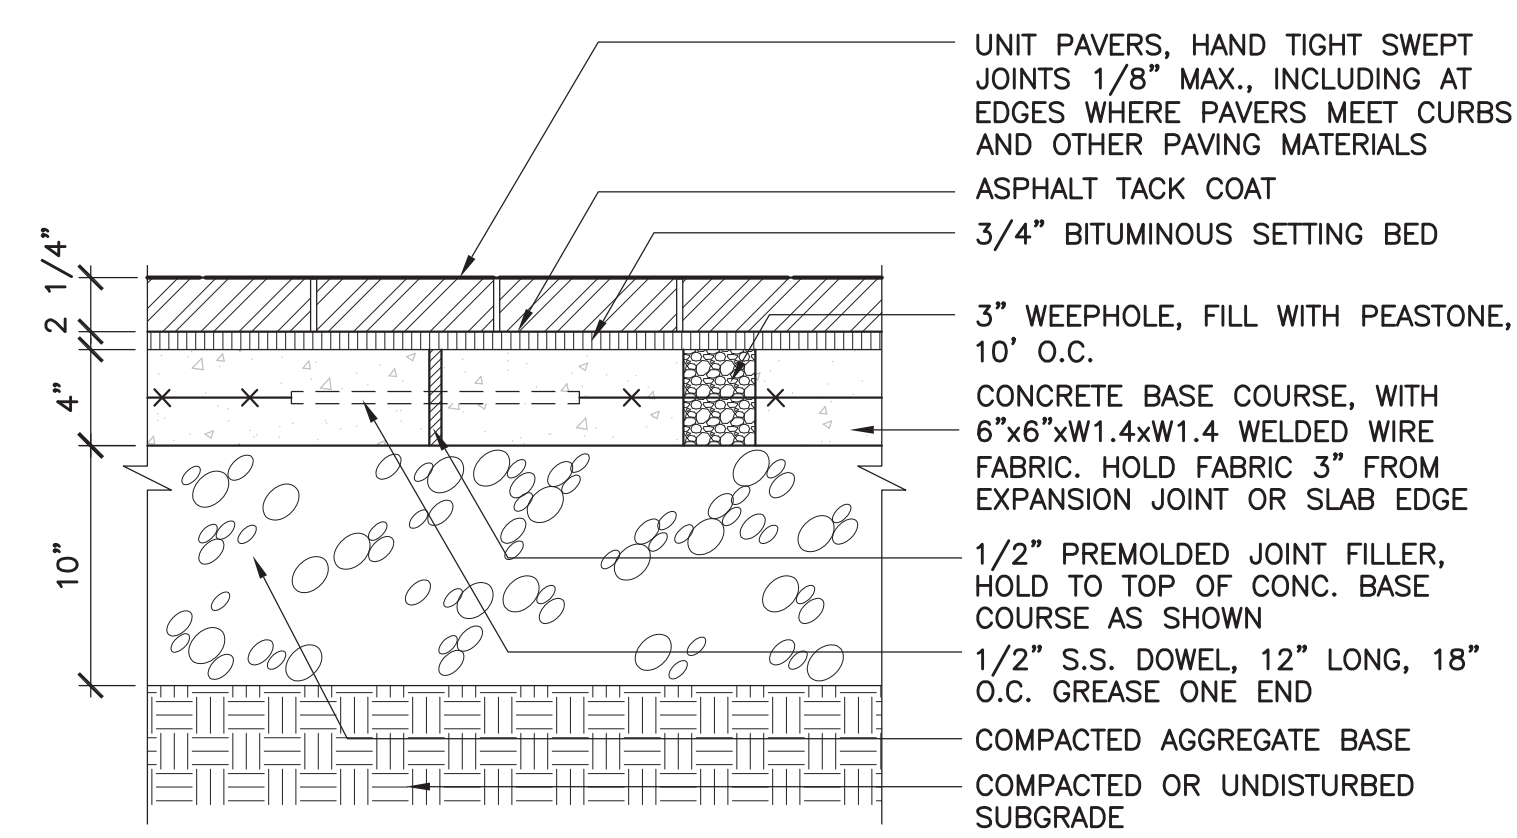 UNIT PAVERS, HAND TIGHT SWEPT
JOINTS 1/8” MAX., INCLUDING AT
EDGES WHERE PAVERS MEET CURBS
AND OTHER PAVING MATERIALS
ASPHALT TACK COAT
3/4” BITUMINOUS SETTING BED
3” WEEPHOLE, FILL WITH PEASTONE,
10’ O.C.
CONCRETE BASE COURSE, WITH
6”x6”xW1.4xW1.4 WELDED WIRE
FABRIC. HOLD FABRIC 3” FROM
EXPANSION JOINT OR SLAB EDGE
1/2” PREMOLDED JOINT FILLER,
HOLD TO TOP OF CONC. BASE
COURSE AS SHOWN
1/2” S.S. DOWEL, 12” LONG, 18”
O.C. GREASE ONE END
COMPACTED AGGREGATE BASE
COMPACTED OR UNDISTURBED
SUBGRADE
2 1/4”
4”
10”